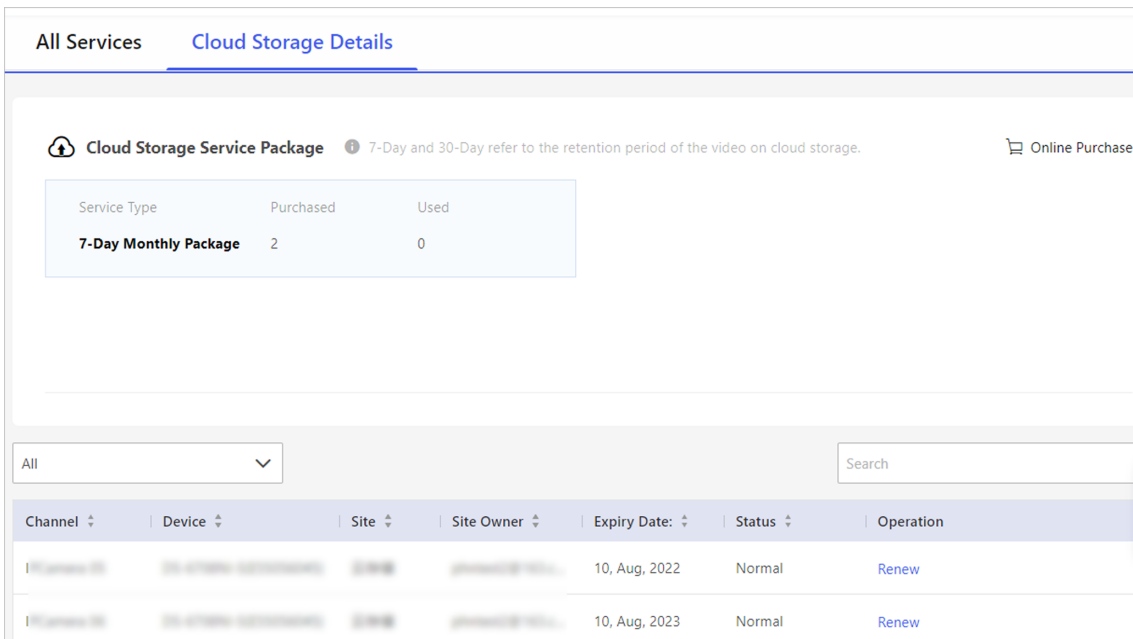 All Services Cloud Storage Details
Cloud Storage Service Package 7-Day and 30-Day refer to the retention period of the video on cloud storage. Online Purchase
Service Type Purchased Used
7-Day Monthly Package 2 0
All Search
Channel Device Site Site Owner Expiry Date: Status Operation
10, Aug, 2022 Normal Renew
10, Aug, 2023 Normal Renew